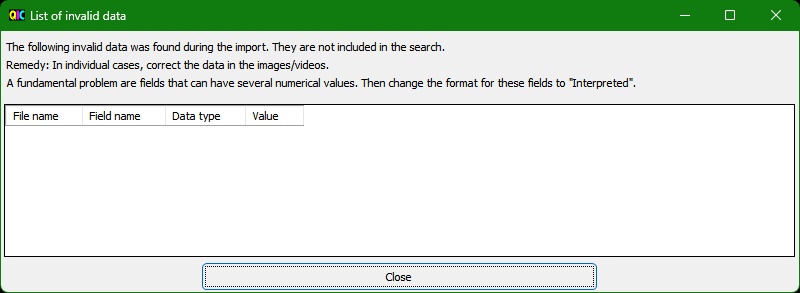 QIC List of invalid data
The following invalid data was found during the import. They are not included in the search.
Remedy: In individual cases, correct the data in the images/videos.
A fundamental problem are fields that can have several numerical values. Then change the format for these fields to "Interpreted".
File name Field name Data type Value
Close